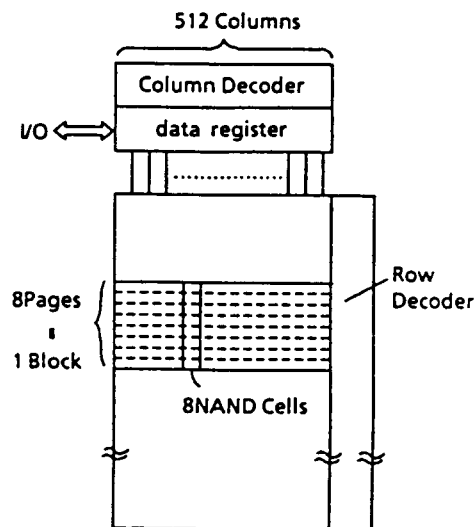 512 Columns
Column Decoder
I/O
data register
Row
Decoder
8Pages
=
1 Block
8NAND Cells